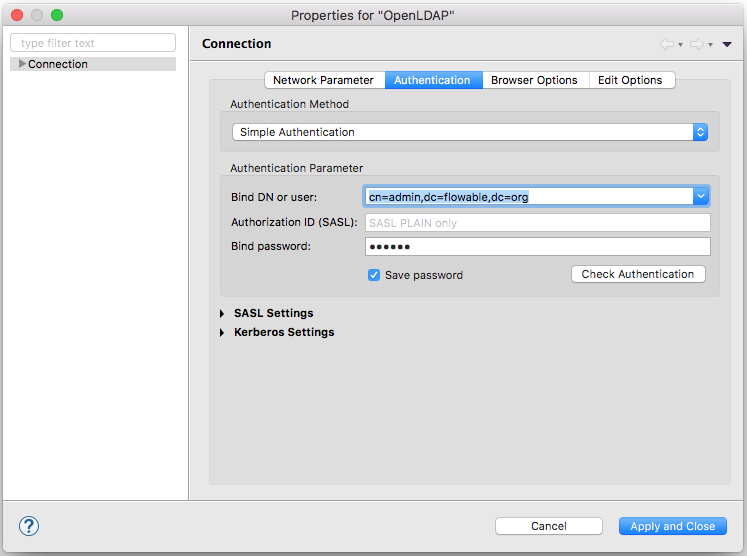 Properties for "OpenLDAP"
type filter text
Connection
Connection
Network Parameter Authentication Browser Options Edit Options
Authentication Method
Simple Authentication
Authentication Parameter
Bind DN or user: cn=admin,dc=flowable,dc=org
Authorization ID (SASL): SASL PLAIN only
Bind password: ••••••
Save password Check Authentication
SASL Settings
Kerberos Settings
? Cancel Apply and Close